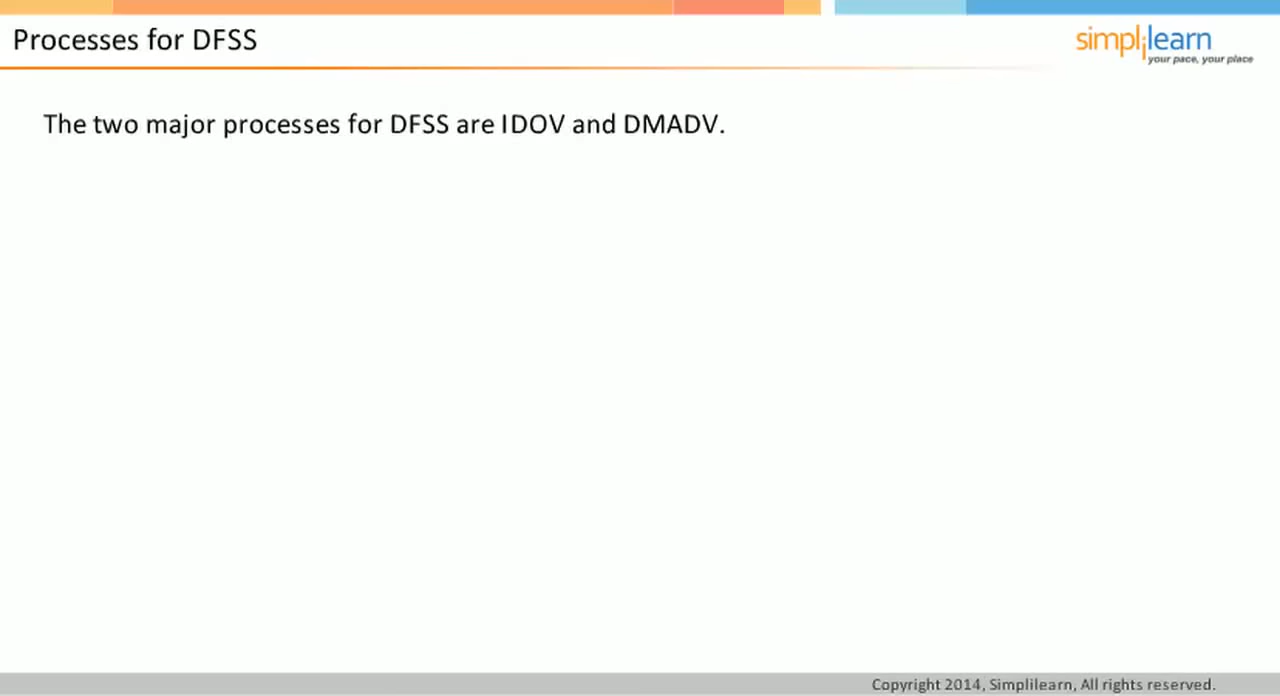 Processes for DFSS
simplilearn
your pace, your place
The two major processes for DFSS are IDOV and DMADV.
Copyright 2014, Simplilearn, All rights reserved.